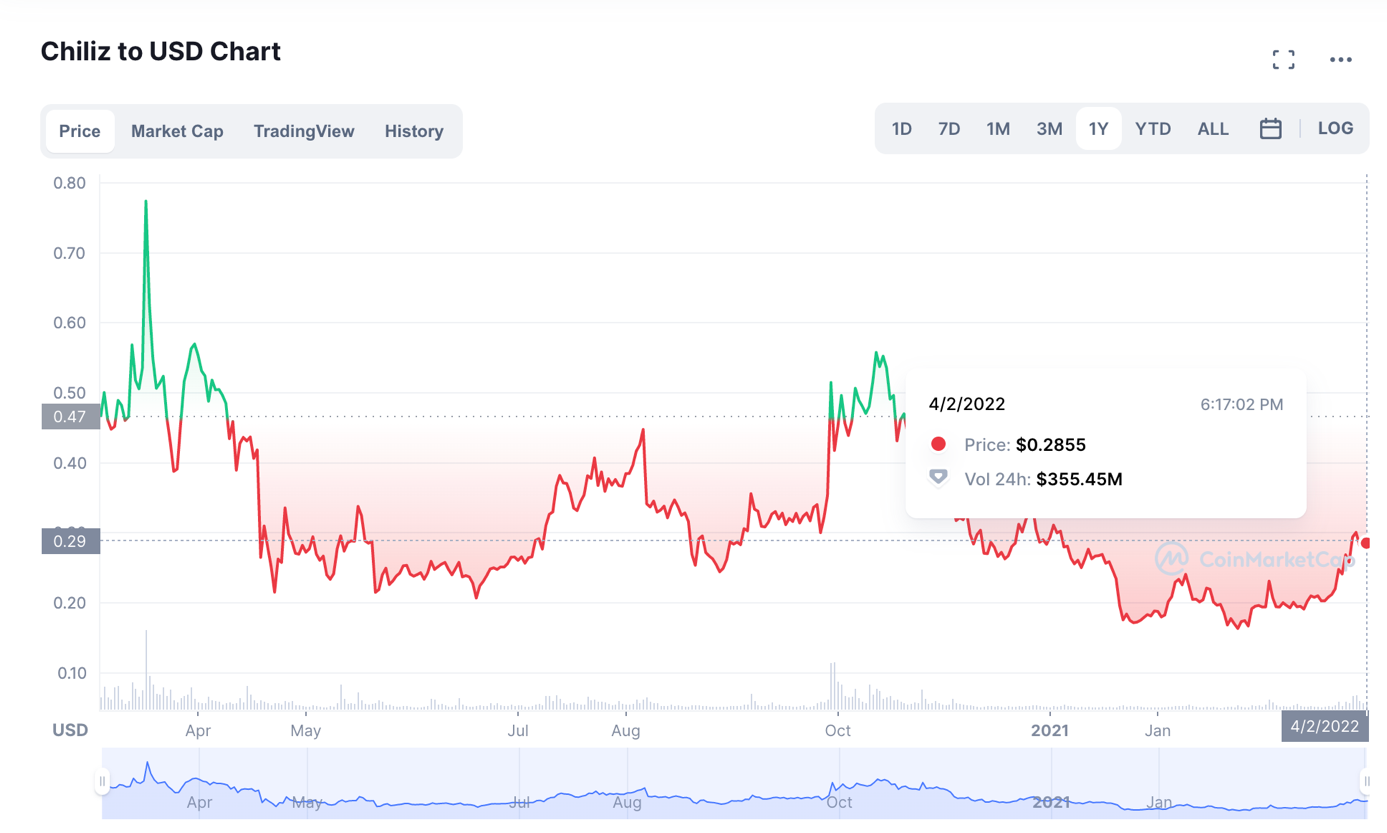 Chiliz to USD Chart
Price Market Cap TradingView History
1D 7D 1M 3M 1Y YTD ALL LOG
0.80
0.70
0.60
0.50
0.47
0.40
0.29
0.20
0.10
4/2/2022 6:17:02 PM
Price: $0.2855
Vol 24h: $355.45M
CoinMarketCap
USD Apr May Jul Aug Oct 2021 Jan 4/2/2022
Apr May Jul Aug Oct 2021 Jan